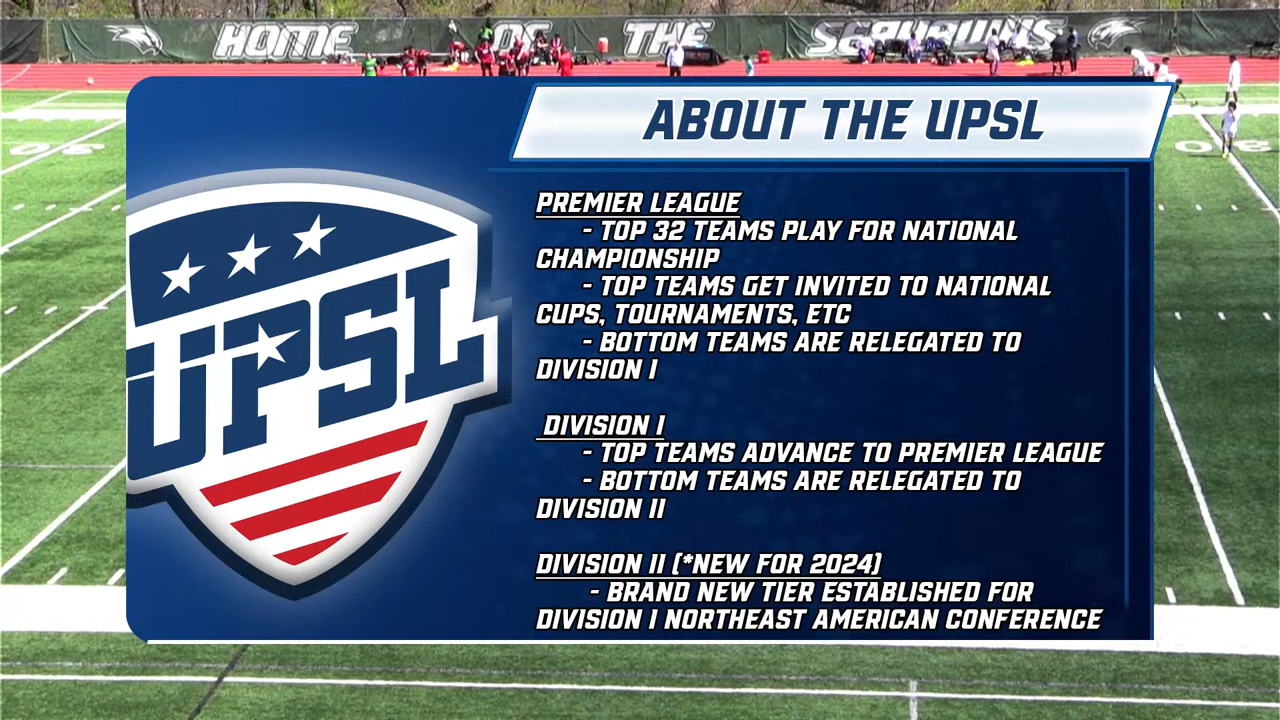 HOME OF THE SEAHAWKS
ABOUT THE UPSL
UPSL
PREMIER LEAGUE
- TOP 32 TEAMS PLAY FOR NATIONAL
CHAMPIONSHIP
- TOP TEAMS GET INVITED TO NATIONAL
CUPS, TOURNAMENTS, ETC
- BOTTOM TEAMS ARE RELEGATED TO
DIVISION I
DIVISION I
- TOP TEAMS ADVANCE TO PREMIER LEAGUE
- BOTTOM TEAMS ARE RELEGATED TO
DIVISION II
DIVISION II (*NEW FOR 2024)
- BRAND NEW TIER ESTABLISHED FOR
DIVISION I NORTHEAST AMERICAN CONFERENCE